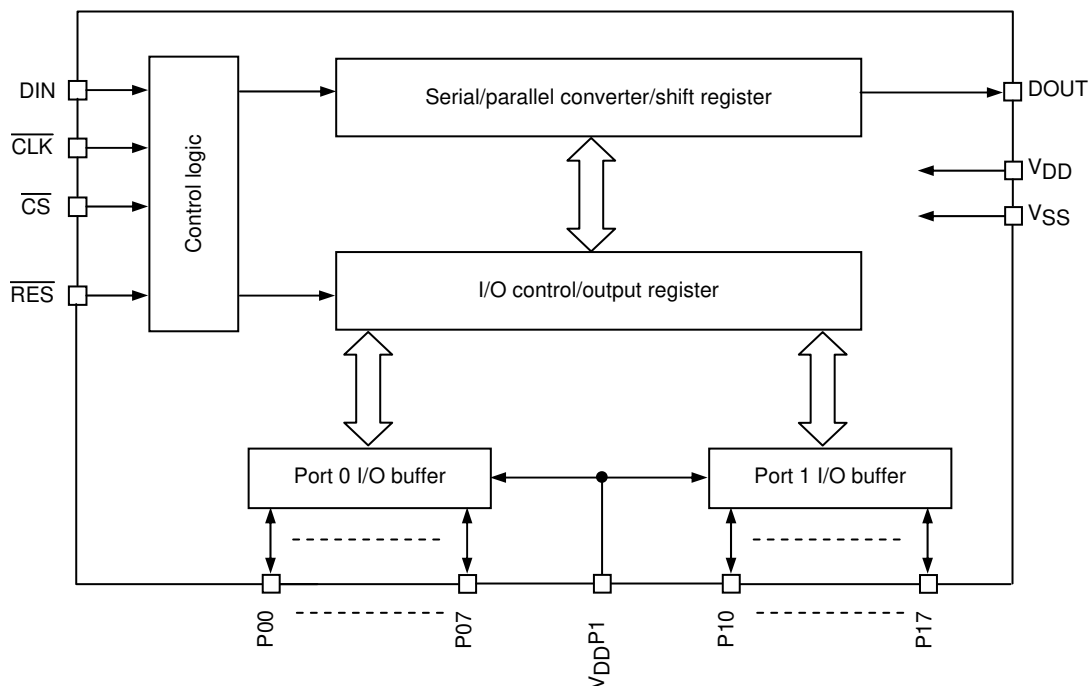 DIN
CLK
CS
RES
Control logic
Serial/parallel converter/shift register
I/O control/output register
Port 0 I/O buffer
Port 1 I/O buffer
DOUT
VDD
VSS
P00
P07
VDDP1
P10
P17